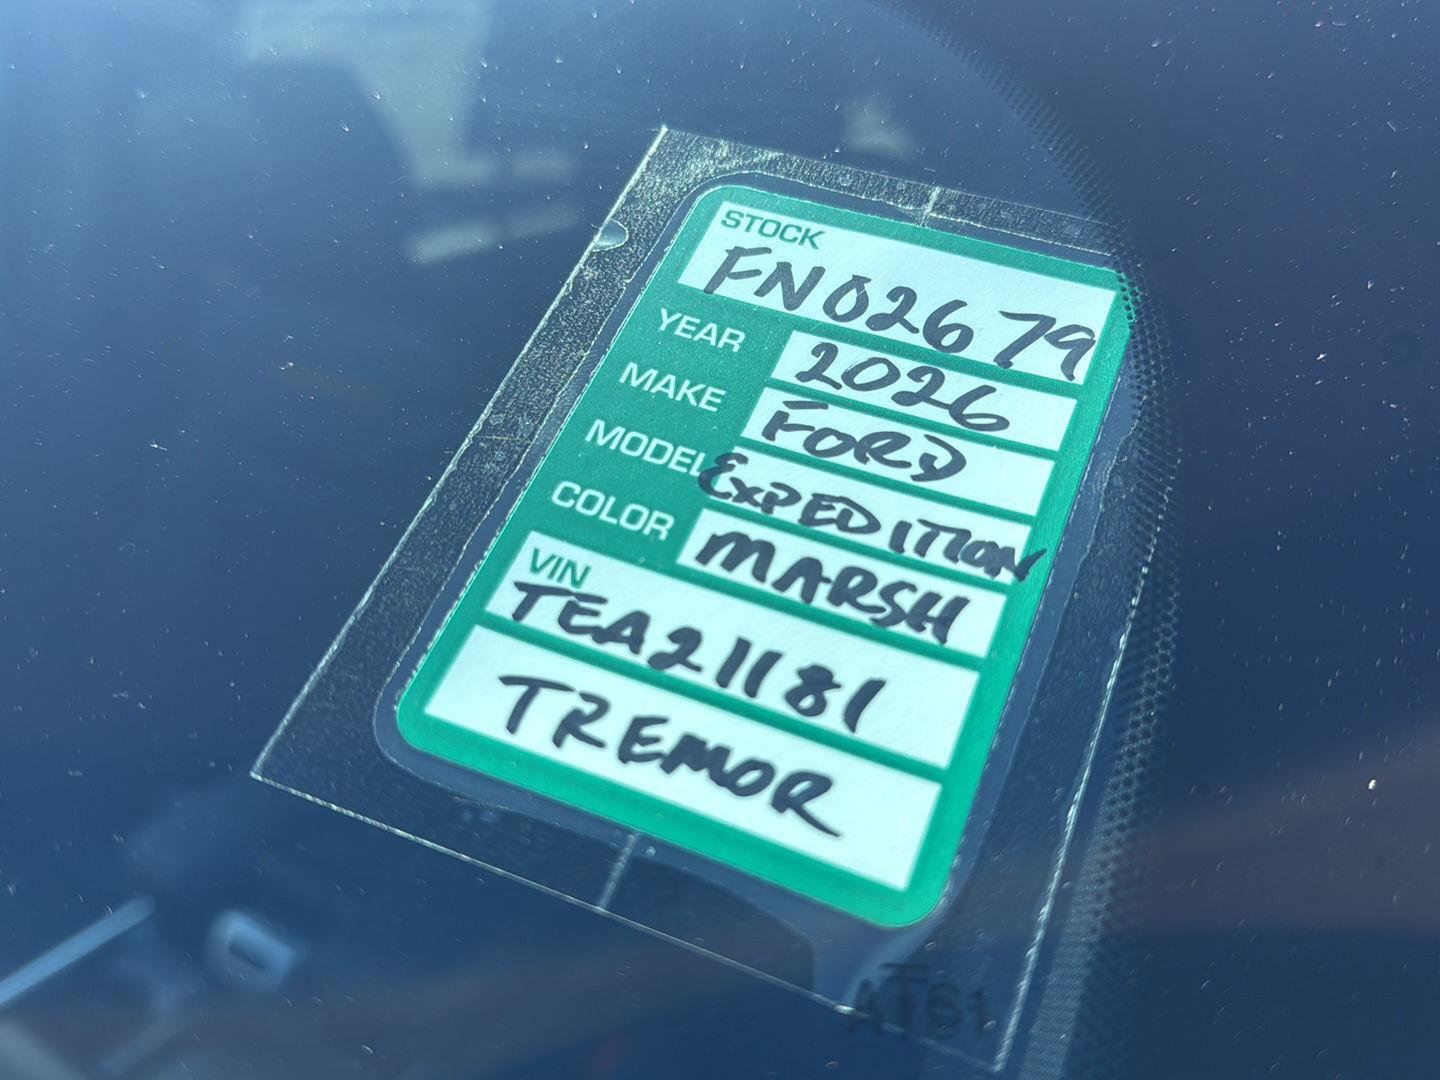 STOCK
FN02679
YEAR 2026
MAKE FORD
MODEL EXPEDITION
COLOR MARSH
VIN
TEA21181
TREMOR